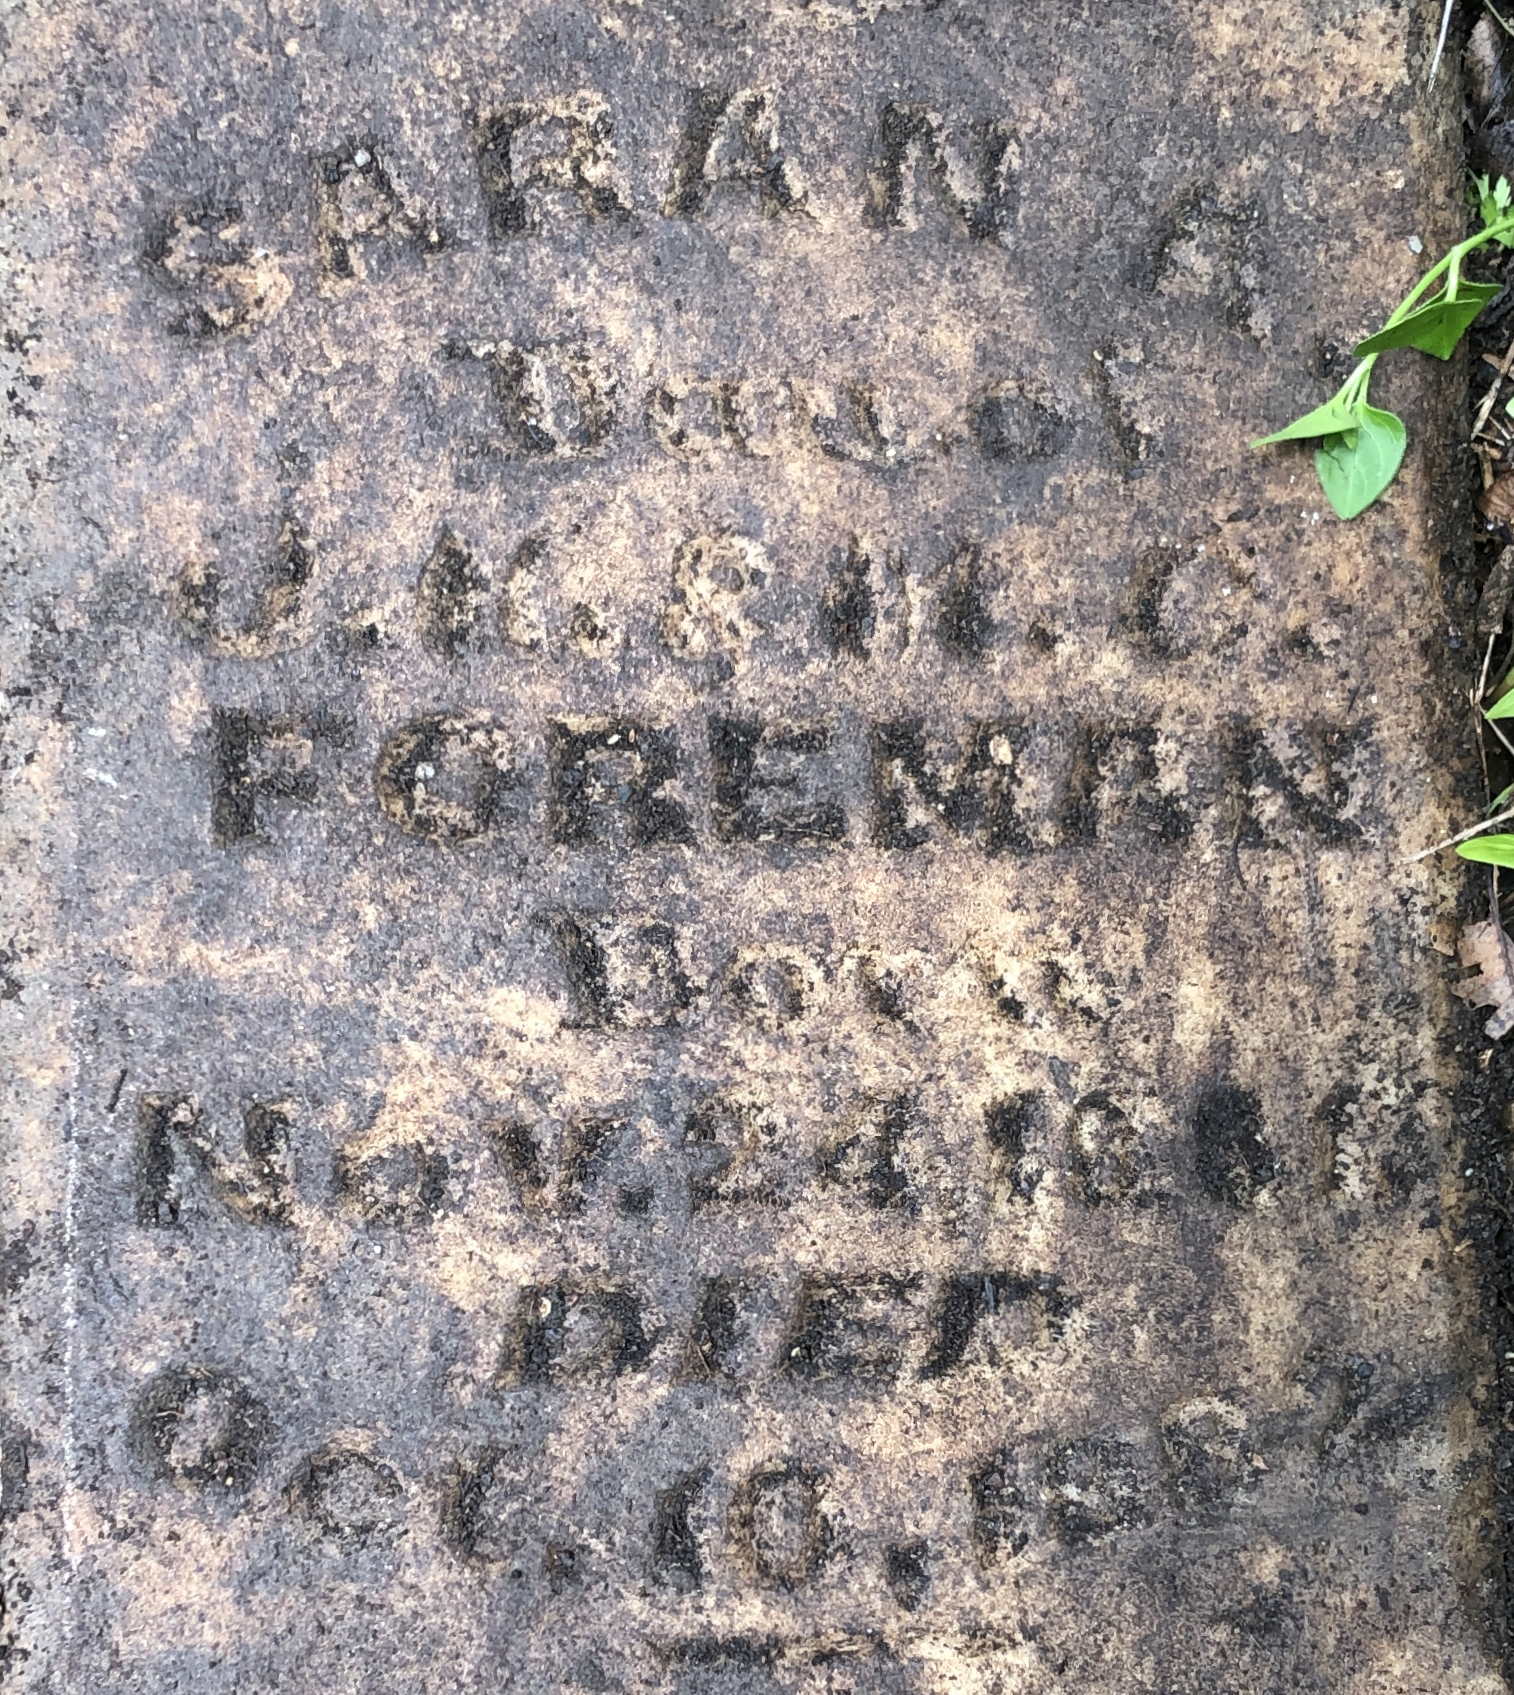 SARAH A.
Dau. of
J. A. G. & M. C.
FOREMAN
Born
Nov. 24
DIED
Oct. 10,